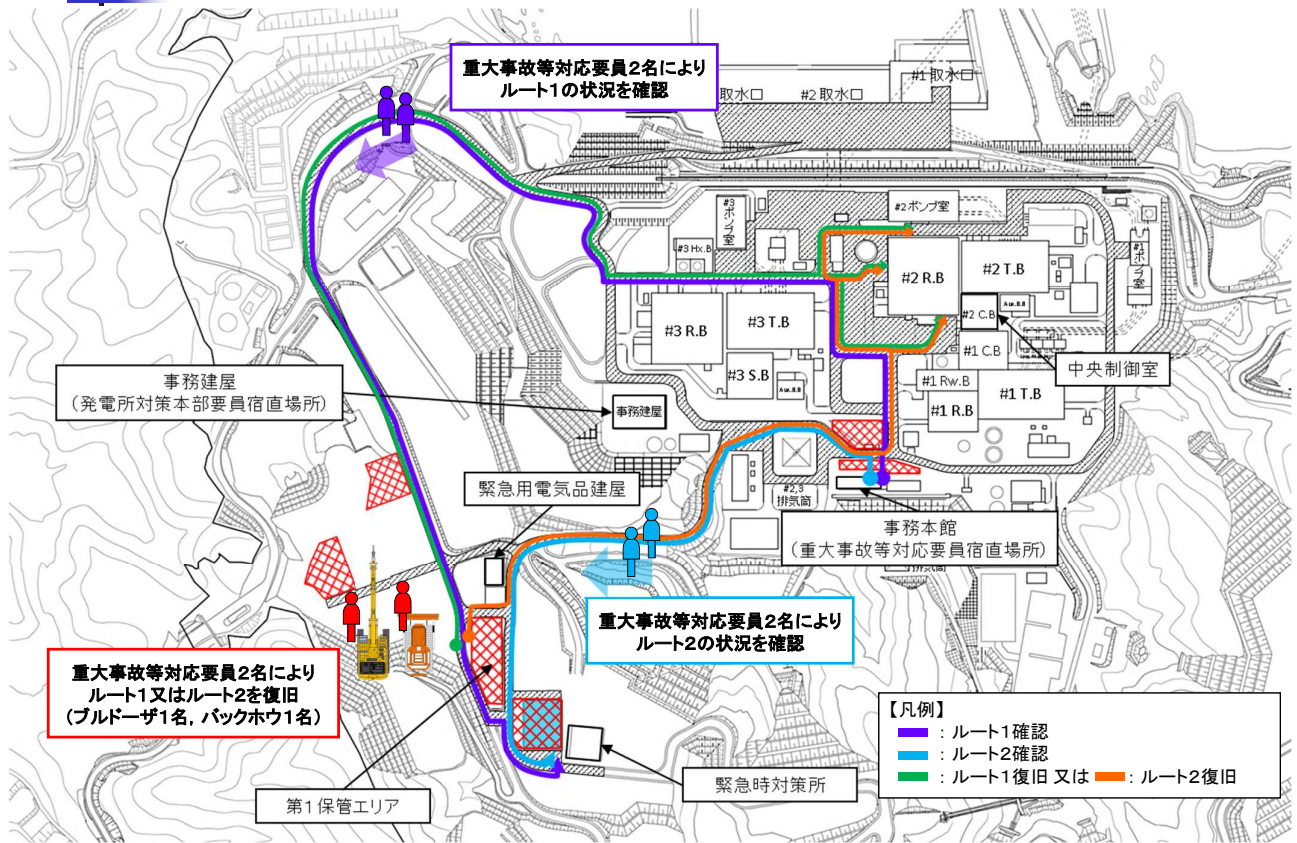 重大事故等対応要員2名により
ルート1の状況を確認
#1取水口
取水口
#2取水口
#3
ポンプ室
#2ポンプ室
#1
ポンプ室
#3 Hx.B
#2 R.B
#2 T.B
Aux.B.B
#2 C.B
#3 R.B
#3 T.B
#1 C.B
中央制御室
#3 S.B
Aux.B.B
#1 Rw.B
#1 R.B
#1 T.B
事務建屋
(発電所対策本部要員宿直場所)
事務建屋
緊急用電気品建屋
#2,3
排気筒
事務本館
(重大事故等対応要員宿直場所)
排気筒
重大事故等対応要員2名により
ルート2の状況を確認
重大事故等対応要員2名により
ルート1又はルート2を復旧
(ブルドーザ1名,バックホウ1名)
第1保管エリア
緊急時対策所
【凡例】
:ルート1確認
:ルート2確認
:ルート1復旧 又は :ルート2復旧